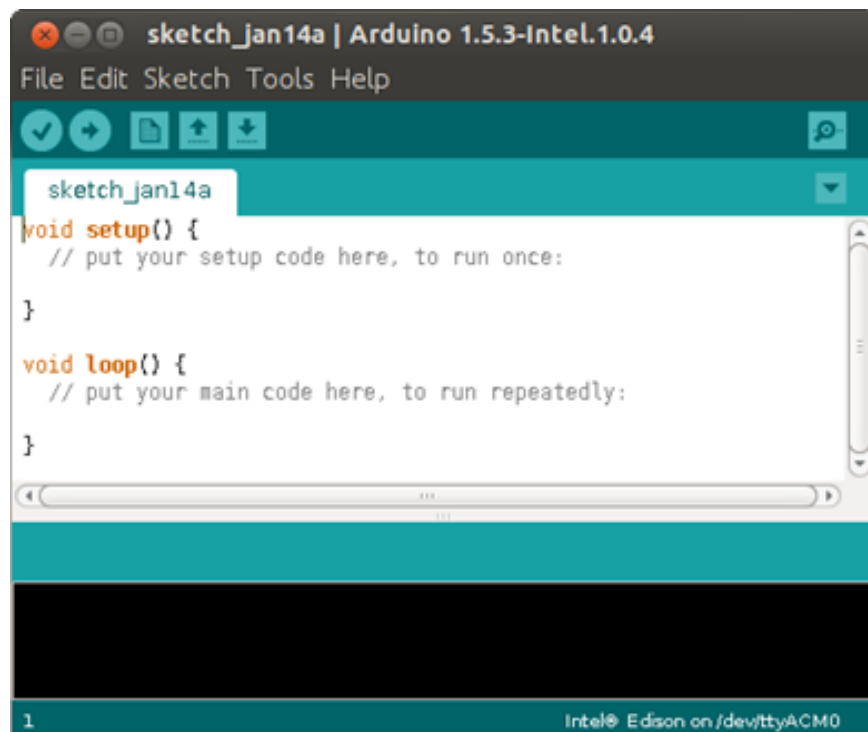 sketch_jan14a | Arduino 1.5.3-Intel.1.0.4
File Edit Sketch Tools Help
sketch_jan14a
void setup() {
  // put your setup code here, to run once:
}
void loop() {
  // put your main code here, to run repeatedly:
}
1 Intel® Edison on /dev/ttyACM0